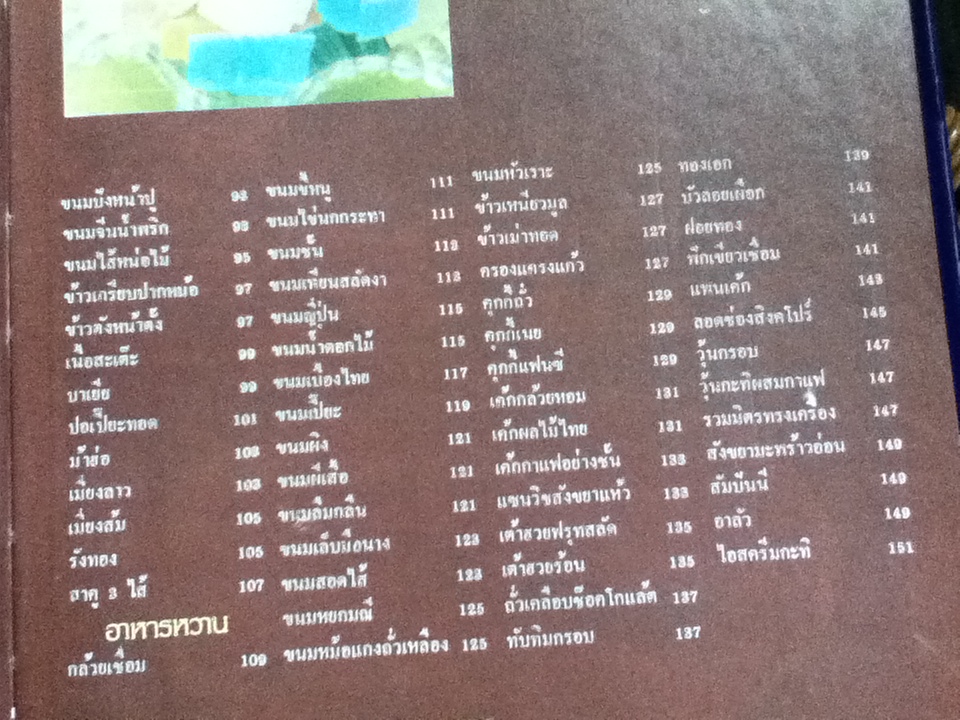 ขนมปังหน้าปู 93
ขนมจีนน้ำพริก 93
ขนมไส้หน่อไม้ 95
ข้าวเกรียบปากหม้อ 97
ข้าวตังหน้าตั้ง 97
เนื้อสะเต๊ะ 99
บาเยีย 99
ปอเปี๊ยะทอด 101
ม้าฮ่อ 103
เมี่ยงลาว 103
เมี่ยงส้ม 105
รังทอง 105
สาคู 3 ไส้ 107
อาหารหวาน
กล้วยเชื่อม 109
ขนมขี้หนู 111
ขนมไข่นกกระทา 111
ขนมชั้น 113
ขนมเทียนสลัดงา 113
ขนมญี่ปุ่น 115
ขนมน้ำดอกไม้ 115
ขนมเบื้องไทย 117
ขนมเปี๊ยะ 119
ขนมผิง 121
ขนมผีเสื้อ 121
ขนมลืมกลืน 121
ขนมเล็บมือนาง 123
ขนมสอดไส้ 123
ขนมหยกมณี 125
ขนมหม้อแกงถั่วเหลือง 125
ขนมหัวเราะ 125
ข้าวเหนียวมูล 127
ข้าวเม่าทอด 127
ครองแครงแก้ว 127
คุกกี้ถั่ว 129
คุกกี้เนย 129
คุกกี้แฟนซี 129
เค้กกล้วยหอม 131
เค้กผลไม้ไทย 131
เค้กกาแฟอย่างชั้น 133
แซนวิชสังขยาแห้ว 133
เต้าฮวยฟรุทสลัด 135
เต้าฮวยร้อน 135
ถั่วเคลือบช๊อคโกแล้ต 137
ทับทิมกรอบ 137
ทองเอก 139
บัวลอยเผือก 141
ฝอยทอง 141
พริกเขียวเชื่อม 141
แพนเค้ก 143
ลอดช่องสิงคโปร์ 145
วุ้นกรอบ 147
วุ้นกะทิผสมกาแฟ 147
รวมมิตรทรงเครื่อง 147
สังขยามะพร้าวอ่อน 149
สัมปันนี 149
อาลัว 149
ไอสครีมกะทิ 151